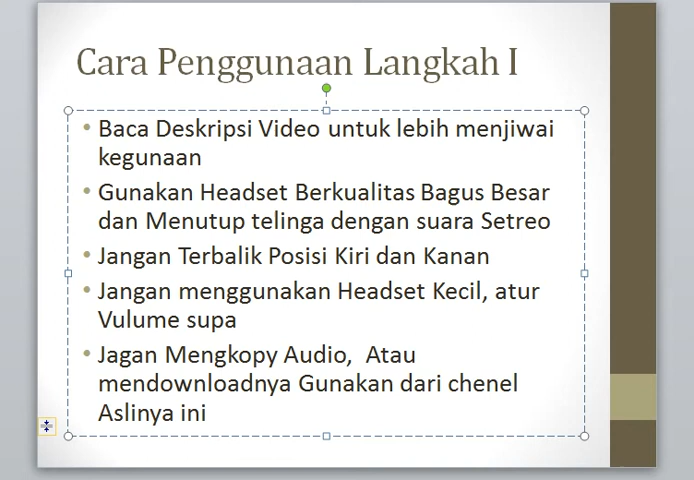 Cara Penggunaan Langkah I
• Baca Deskripsi Video untuk lebih menjiwai
kegunaan
• Gunakan Headset Berkualitas Bagus Besar
dan Menutup telinga dengan suara Setreo
• Jangan Terbalik Posisi Kiri dan Kanan
• Jangan menggunakan Headset Kecil, atur
Vulume supa
• Jagan Mengkopy Audio,  Atau
mendownloadnya Gunakan dari chenel
Aslinya ini